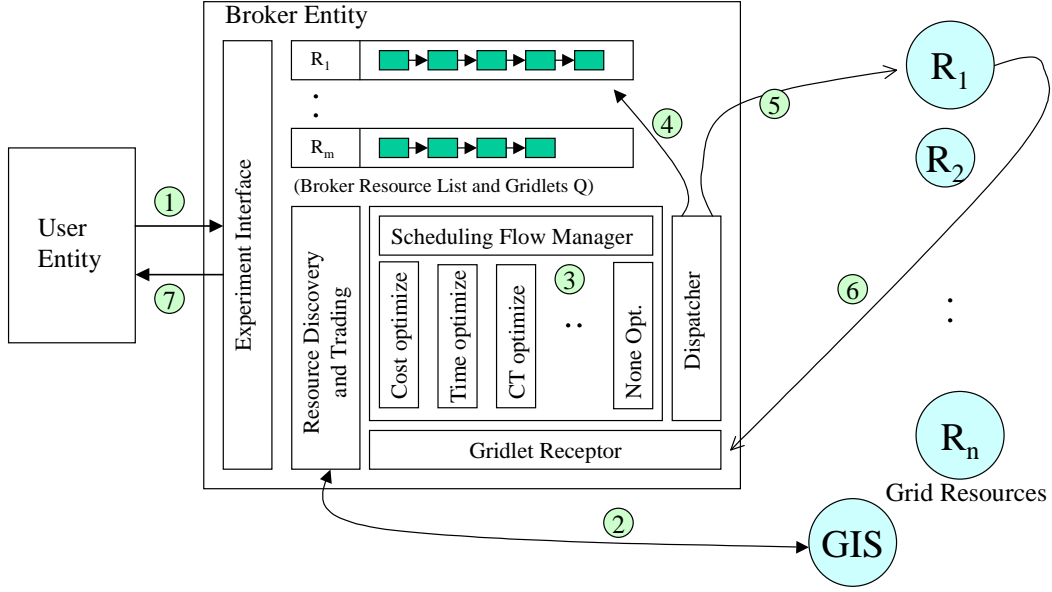 Broker Entity
R1
R1
5
:
4
R2
Rm
(Broker Resource List and Gridlets Q)
1
User
Entity
7
Experiment Interface
Resource Discovery
and Trading
Scheduling Flow Manager
3
Cost optimize
Time optimize
CT optimize
..
None Opt.
Dispatcher
6
:
Gridlet Receptor
Rn
Grid Resources
2
GIS